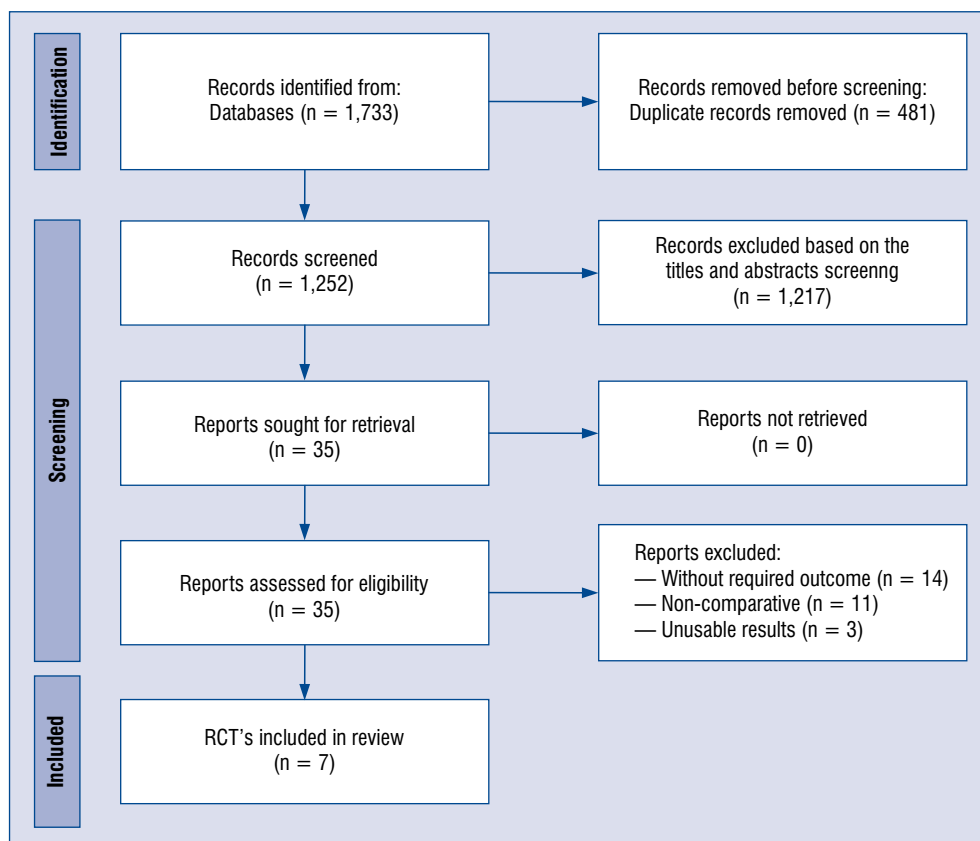 Identification
Records identified from:
Databases (n = 1,733)
Records removed before screening:
Duplicate records removed (n = 481)
Screening
Records screened
(n = 1,252)
Records excluded based on the
titles and abstracts screenng
(n = 1,217)
Reports sought for retrieval
(n = 35)
Reports not retrieved
(n = 0)
Reports assessed for eligibility
(n = 35)
Reports excluded:
— Without required outcome (n = 14)
— Non-comparative (n = 11)
— Unusable results (n = 3)
Included
RCT's included in review
(n = 7)